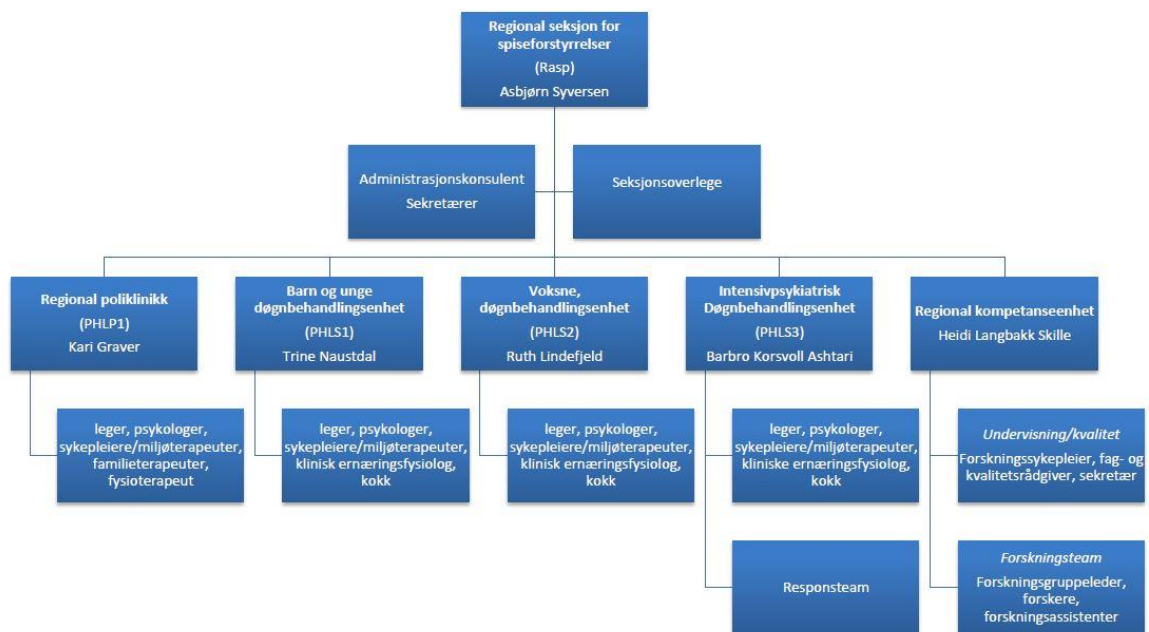 Regional seksjon for
spiseforstyrrelser
(Rasp)
Asbjørn Syversen
Administrasjonskonsulent
Sekretærer
Seksjonsoverlege
Regional poliklinikk
(PHLP1)
Kari Graver
Barn og unge
døgnbehandlingsenhet
(PHLS1)
Trine Naustdal
Voksne,
døgnbehandlingsenhet
(PHLS2)
Ruth Lindefjeld
Intensivpsykiatrisk
Døgnbehandlingsenhet
(PHLS3)
Barbro Korsvoll Ashtari
Regional kompetanseenhet
Heidi Langbakk Skille
leger, psykologer,
sykepleiere/miljøterapeuter,
familieterapeuter,
fysioterapeut
leger, psykologer,
sykepleiere/miljøterapeuter,
klinisk ernæringsfysiolog,
kokk
leger, psykologer,
sykepleiere/miljøterapeuter,
klinisk ernæringsfysiolog,
kokk
leger, psykologer,
sykepleiere/miljøterapeuter,
kliniske ernæringsfysiolog,
kokk
Undervisning/kvalitet
Forskningssykepleier, fag- og
kvalitetsrådgiver, sekretær
Responsteam
Forskningsteam
Forskningsgruppeleder,
forskere,
forskningsassistenter